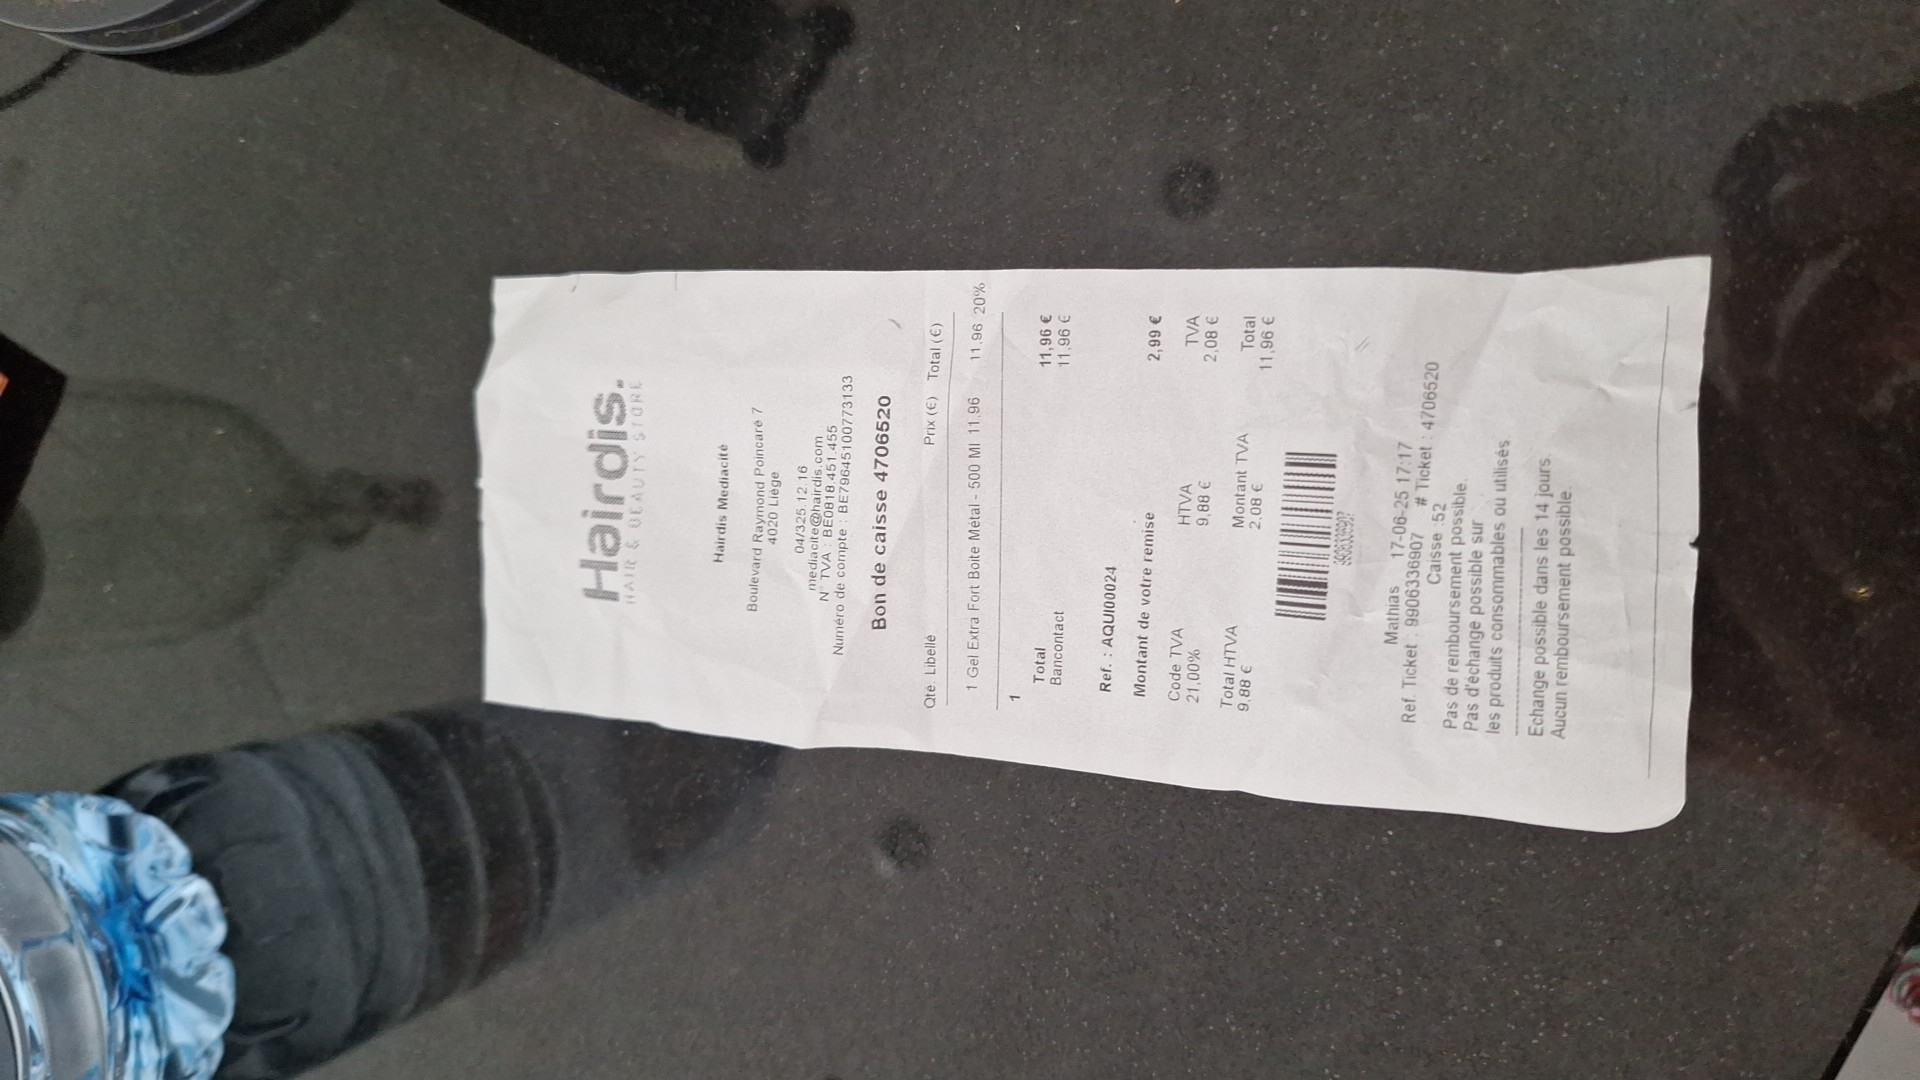 Hairdis.
HAIR & BEAUTY STORE
Hairdis Mediacité
Boulevard Raymond Poincaré 7
4020 Liège
04/325.12.16
mediacite@hairdis.com
N° TVA : BE0818.451.455
Numéro de compte : BE79645100773133
Bon de caisse 4706520
Qté. Libellé Prix (€) Total (€)
1 Gel Extra Fort Boite Métal - 500 Ml 11,96 11,96 20%
1
Total 11,96 €
Bancontact 11,96 €
Ref. : AQUI00024
Montant de votre remise 2,99 €
Code TVA HTVA TVA
21,00% 9,88 € 2,08 €
Total HTVA Montant TVA Total
9,88 € 2,08 € 11,96 €
Mathias 17-06-25 17:17
Ref. Ticket : 9906336907 # Ticket : 4706520
Caisse :52
Pas de remboursement possible.
Pas d'échange possible sur
les produits consommables ou utilisés
Echange possible dans les 14 jours.
Aucun remboursement possible.